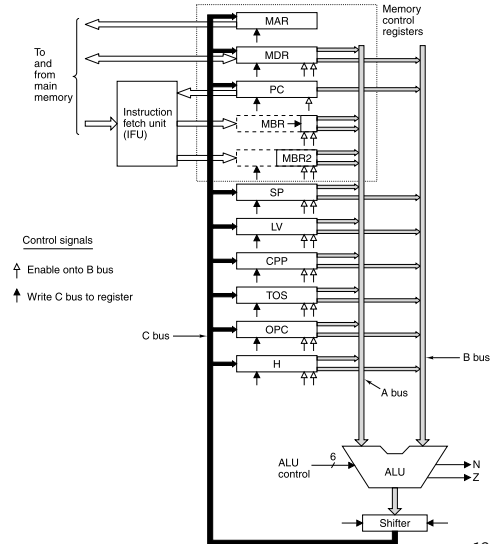 MAR
Memory
control
registers
To
and
from
main
memory
MDR
PC
Instruction
fetch unit
(IFU)
MBR
MBR2
SP
LV
Control signals
Enable onto B bus
CPP
Write C bus to register
TOS
C bus
OPC
B bus
H
A bus
ALU
control
6
ALU
N
Z
Shifter